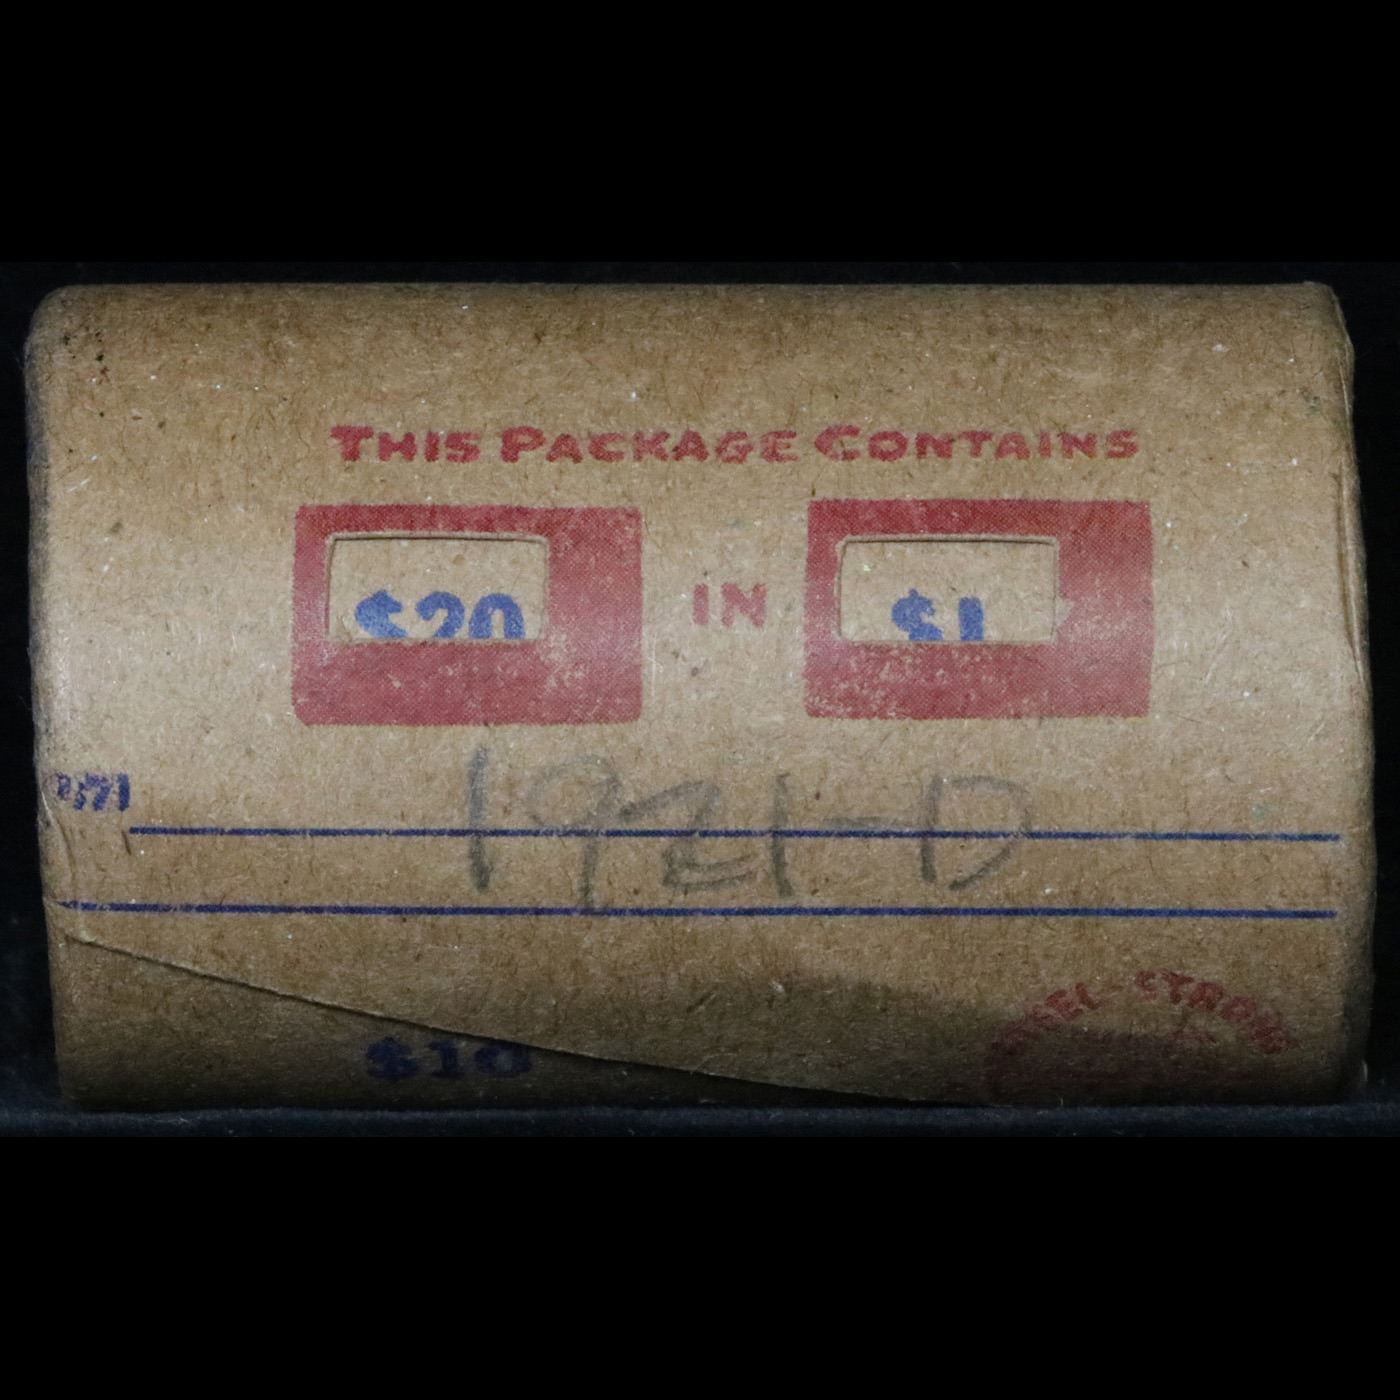 THIS PACKAGE CONTAINS
$20 IN $1
1921-D
$10